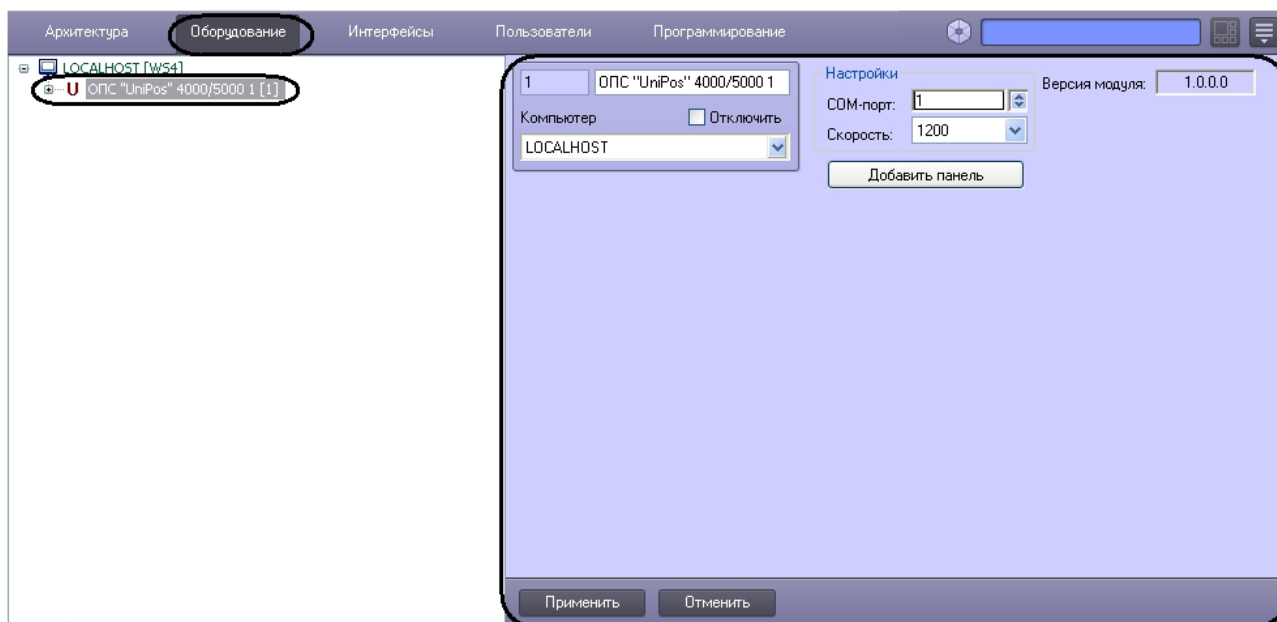 Архитектура Оборудование Интерфейсы Пользователи Программирование
LOCALHOST [WS4]
U ОПС "UniPos" 4000/5000 1 [1]
1 ОПС "UniPos" 4000/5000 1
Компьютер Отключить
LOCALHOST
Настройки
COM-порт: 1
Скорость: 1200
Добавить панель
Версия модуля: 1.0.0.0
Применить Отменить